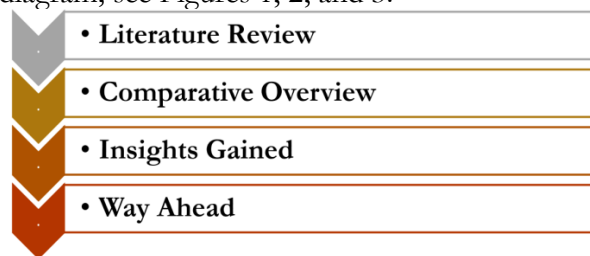 diagram, see Figures 1, 2, and 3.
• Literature Review
• Comparative Overview
• Insights Gained
• Way Ahead